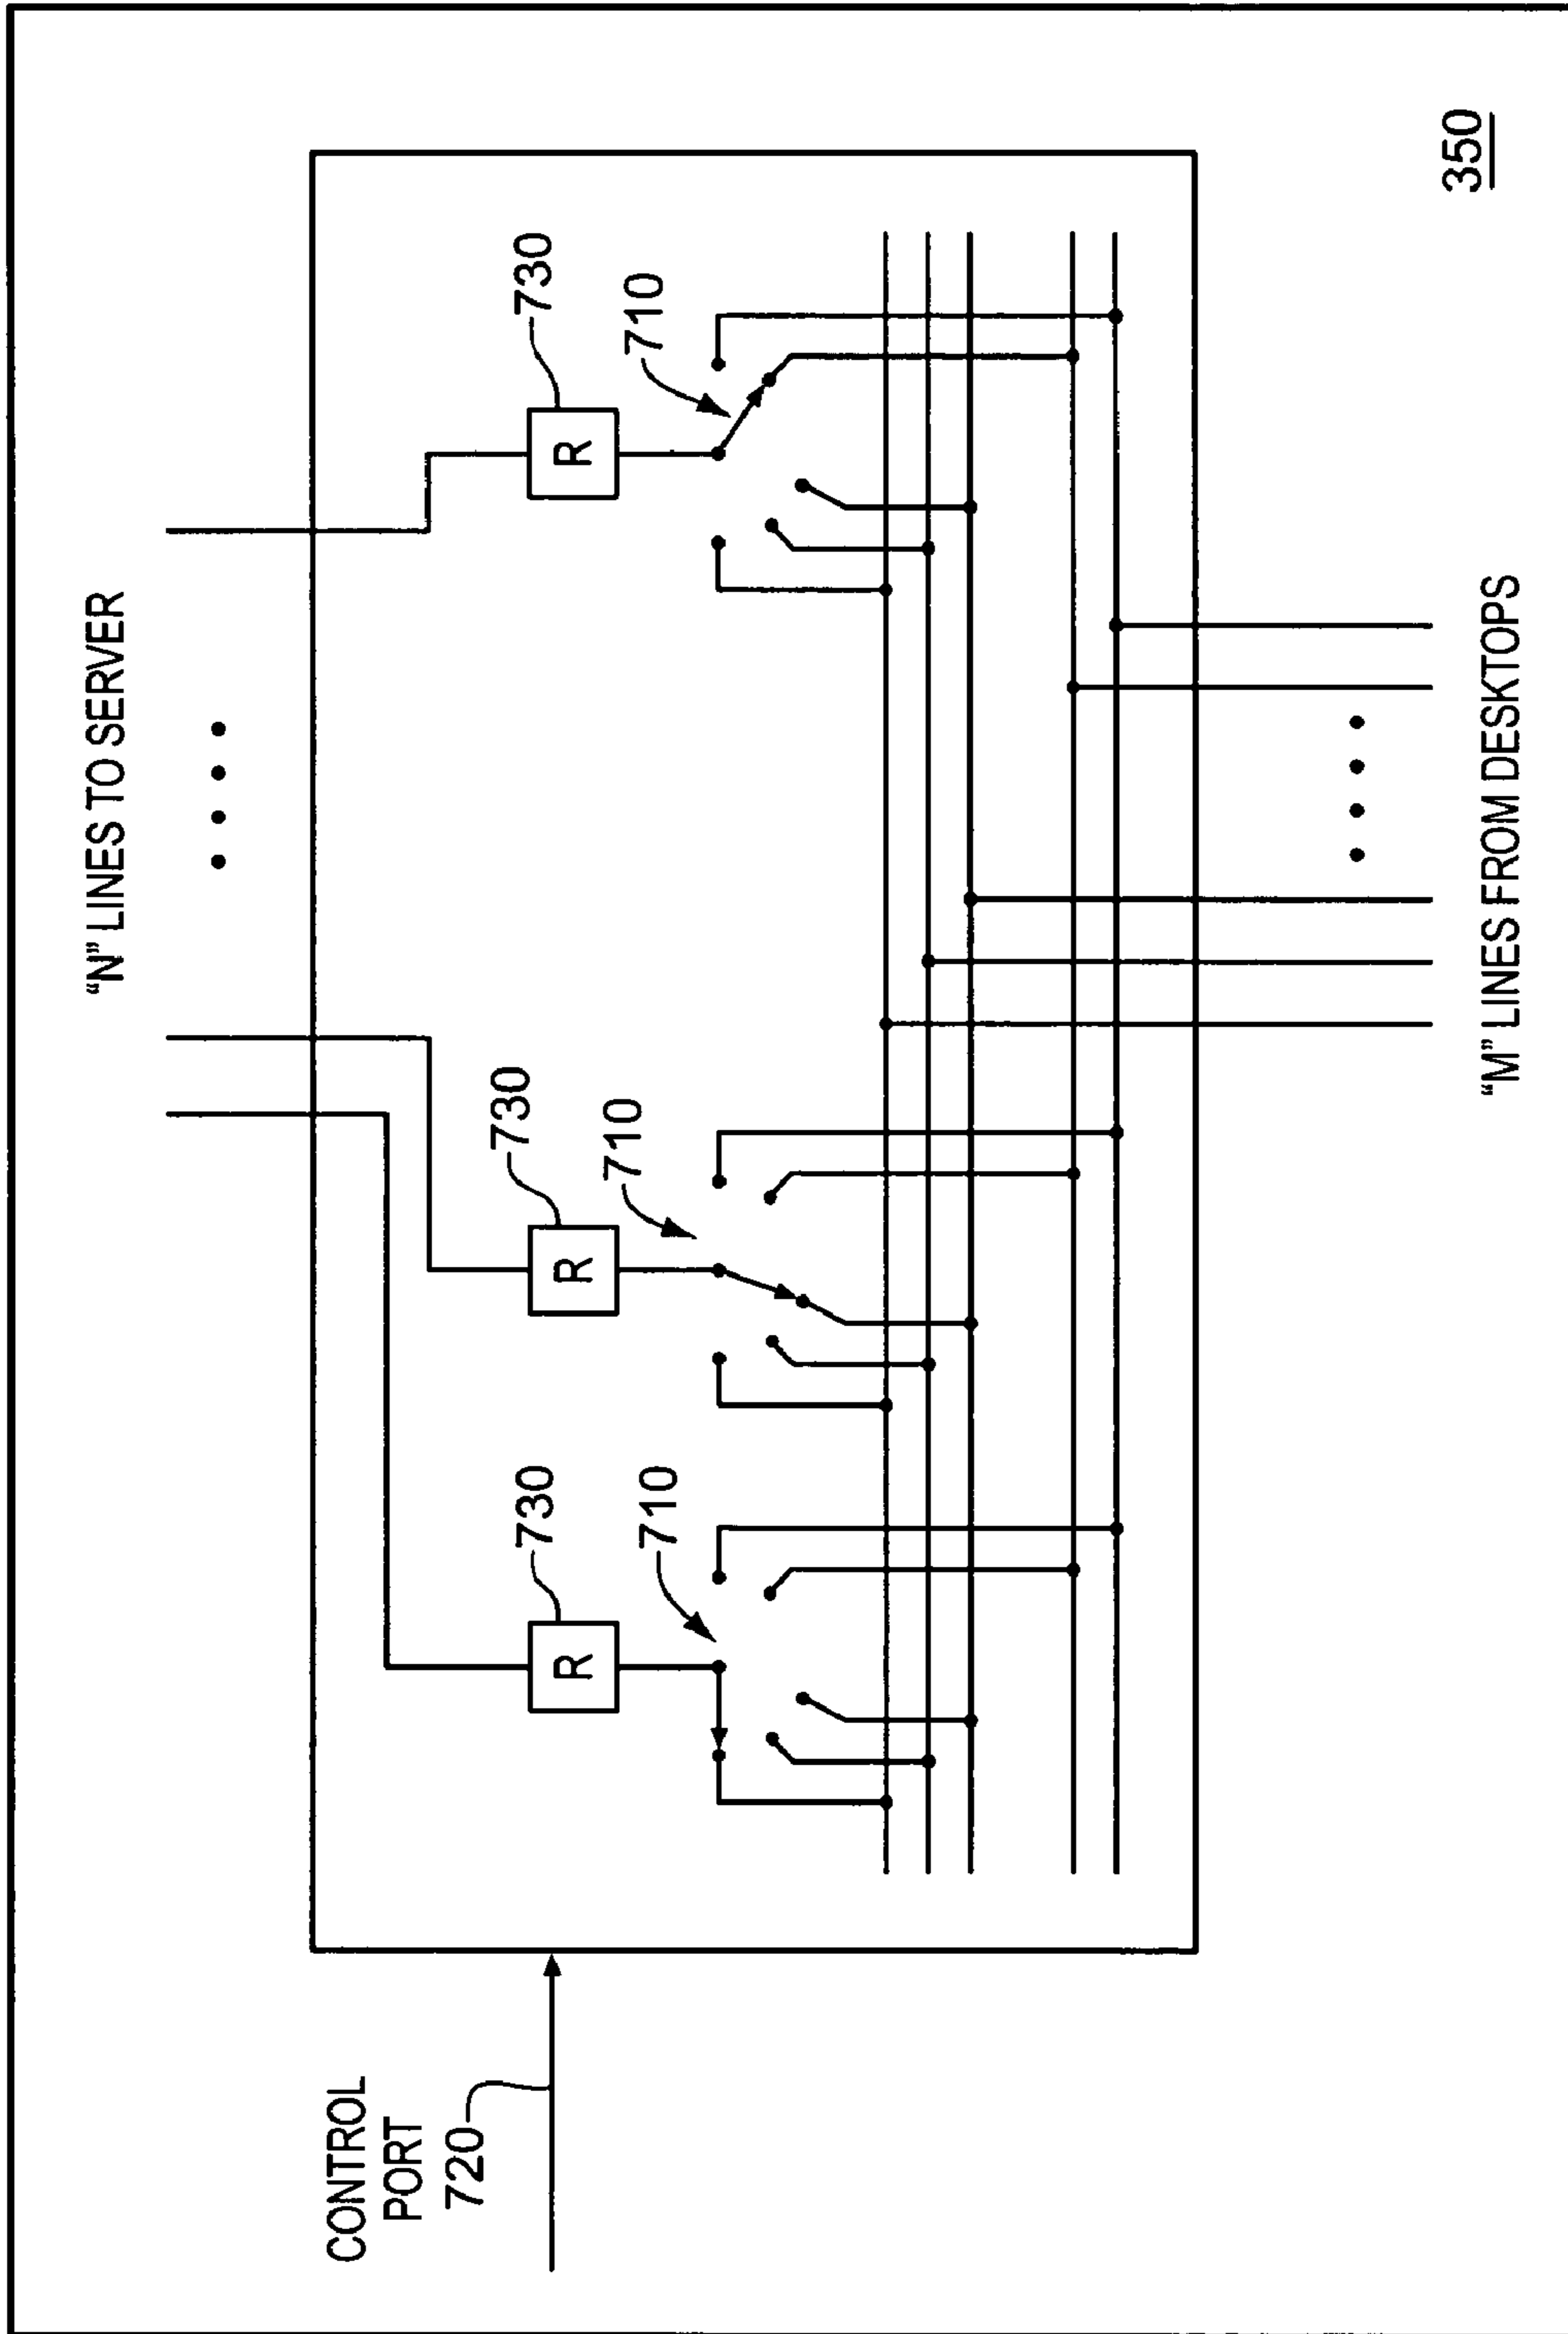 "N" LINES TO SERVER
CONTROL
PORT
720
730
730
730
R
R
R
710
710
710
"M" LINES FROM DESKTOPS
350